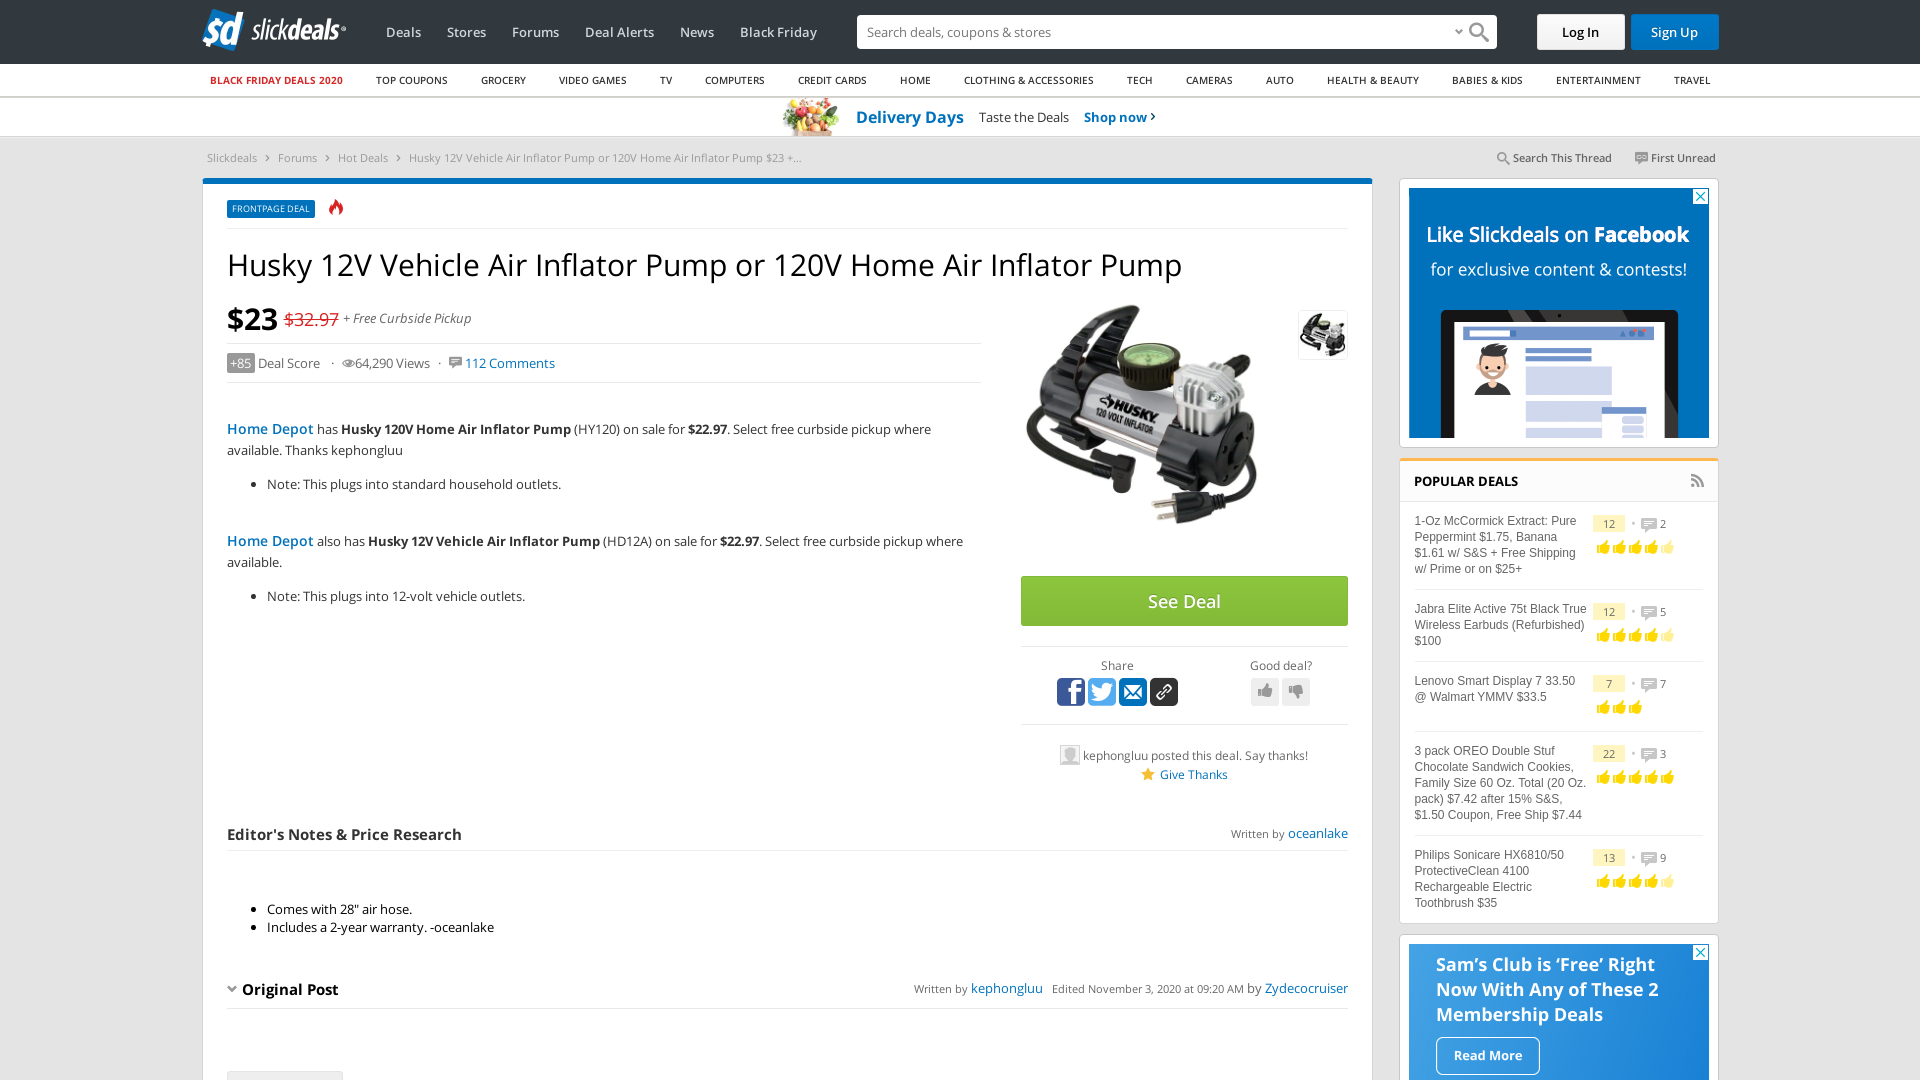 sd slickdeals®
Deals Stores Forums Deal Alerts News Black Friday
Search deals, coupons & stores
Log In Sign Up
BLACK FRIDAY DEALS 2020 TOP COUPONS GROCERY VIDEO GAMES TV COMPUTERS CREDIT CARDS HOME CLOTHING & ACCESSORIES TECH CAMERAS AUTO HEALTH & BEAUTY BABIES & KIDS ENTERTAINMENT TRAVEL
Delivery Days Taste the Deals Shop now ›
Slickdeals › Forums › Hot Deals › Husky 12V Vehicle Air Inflator Pump or 120V Home Air Inflator Pump $23 +...
Search This Thread First Unread
FRONTPAGE DEAL
Husky 12V Vehicle Air Inflator Pump or 120V Home Air Inflator Pump
$23 $32.97 + Free Curbside Pickup
+85 Deal Score · 64,290 Views · 112 Comments
Home Depot has Husky 120V Home Air Inflator Pump (HY120) on sale for $22.97. Select free curbside pickup where
available. Thanks kephongluu
• Note: This plugs into standard household outlets.
Home Depot also has Husky 12V Vehicle Air Inflator Pump (HD12A) on sale for $22.97. Select free curbside pickup where
available.
• Note: This plugs into 12-volt vehicle outlets.
HUSKY
120 VOLT INFLATOR
See Deal
Share
Good deal?
kephongluu posted this deal. Say thanks!
Give Thanks
Editor's Notes & Price Research
Written by oceanlake
• Comes with 28" air hose.
• Includes a 2-year warranty. -oceanlake
Original Post
Written by kephongluu Edited November 3, 2020 at 09:20 AM by Zydecocruiser
Like Slickdeals on Facebook
for exclusive content & contests!
POPULAR DEALS
1-Oz McCormick Extract: Pure
Peppermint $1.75, Banana
$1.61 w/ S&S + Free Shipping
w/ Prime or on $25+
12 • 2
Jabra Elite Active 75t Black True
Wireless Earbuds (Refurbished)
$100
12 • 5
Lenovo Smart Display 7 33.50
@ Walmart YMMV $33.5
7 • 7
3 pack OREO Double Stuf
Chocolate Sandwich Cookies,
Family Size 60 Oz. Total (20 Oz.
pack) $7.42 after 15% S&S,
$1.50 Coupon, Free Ship $7.44
22 • 3
Philips Sonicare HX6810/50
ProtectiveClean 4100
Rechargeable Electric
Toothbrush $35
13 • 9
Sam's Club is ‘Free’ Right
Now With Any of These 2
Membership Deals
Read More